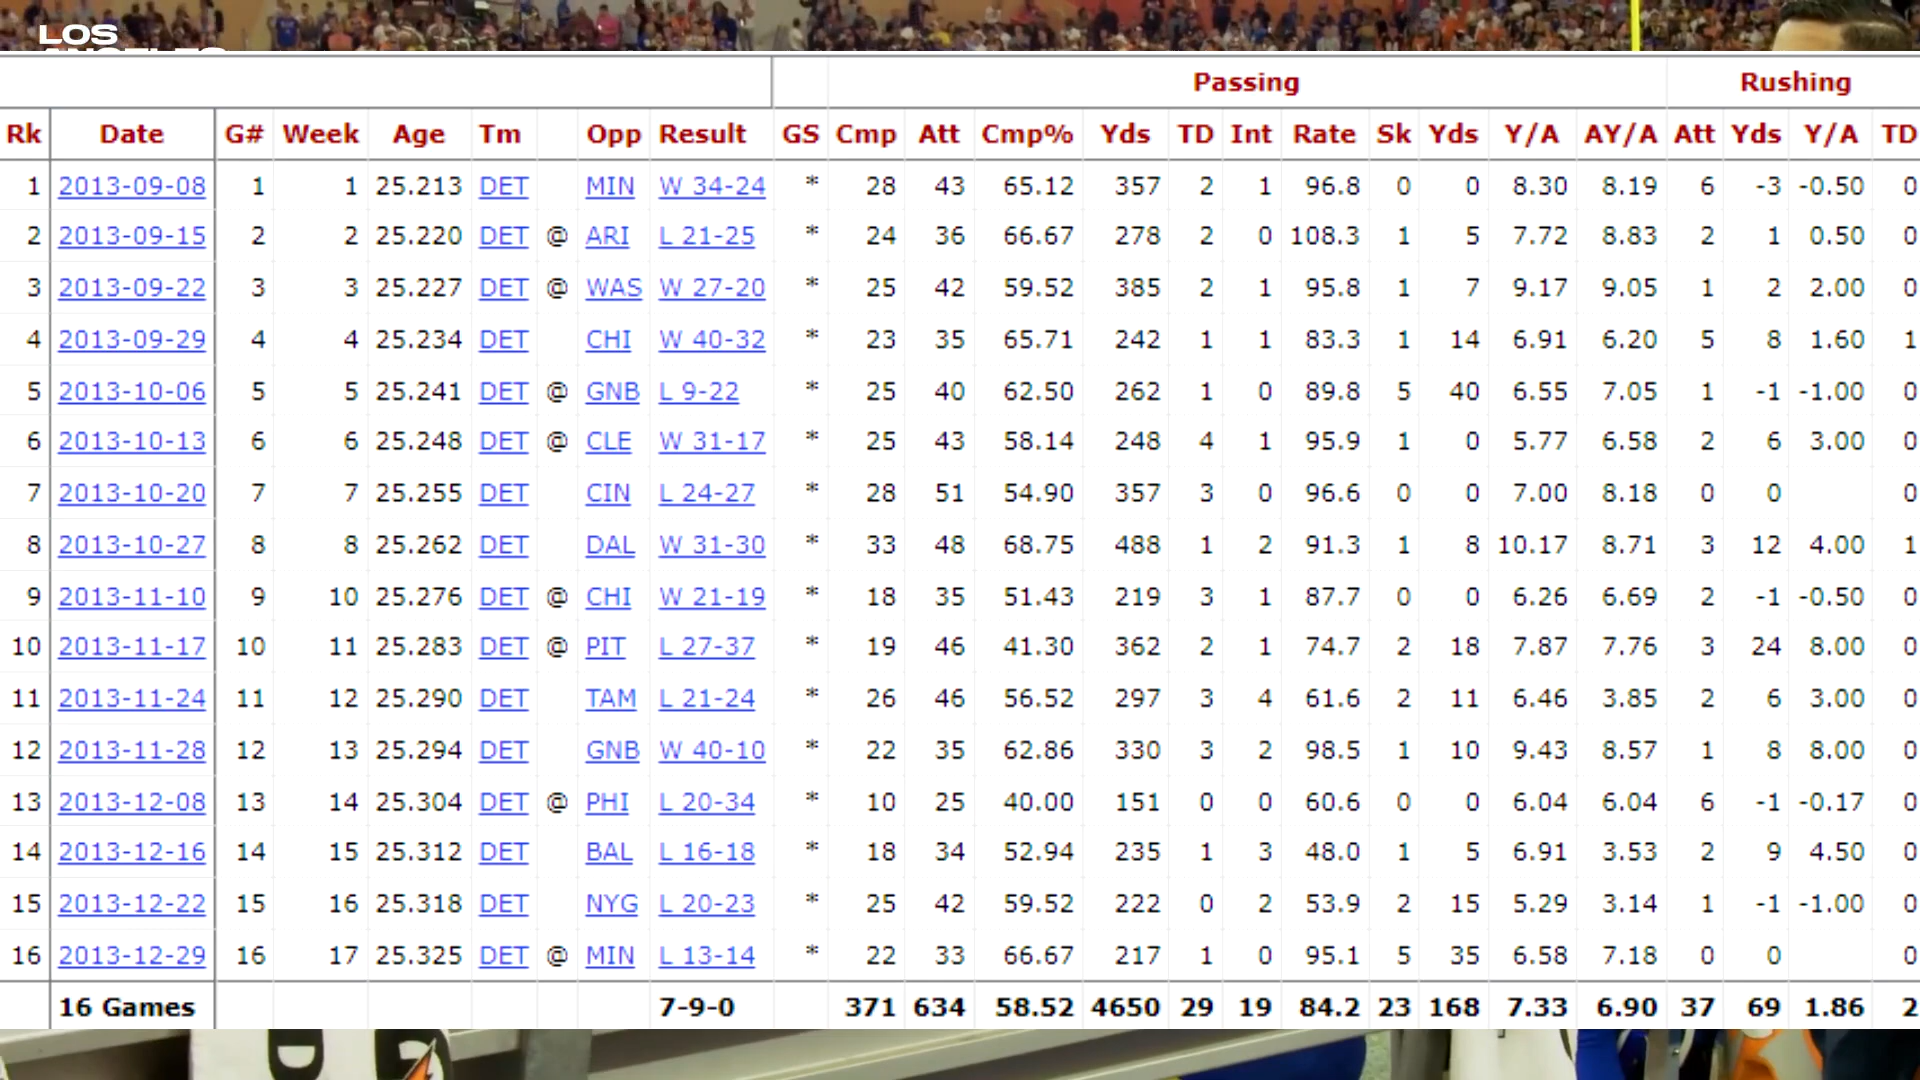 LOS
ANGELES
Passing Rushing
Rk Date G# Week Age Tm Opp Result GS Cmp Att Cmp% Yds TD Int Rate Sk Yds Y/A AY/A Att Yds Y/A TD
1 2013-09-08 1 1 25.213 DET MIN W 34-24 * 28 43 65.12 357 2 1 96.8 0 0 8.30 8.19 6 -3 -0.50 0
2 2013-09-15 2 2 25.220 DET @ ARI L 21-25 * 24 36 66.67 278 2 0 108.3 1 5 7.72 8.83 2 1 0.50 0
3 2013-09-22 3 3 25.227 DET @ WAS W 27-20 * 25 42 59.52 385 2 1 95.8 1 7 9.17 9.05 1 2 2.00 0
4 2013-09-29 4 4 25.234 DET CHI W 40-32 * 23 35 65.71 242 1 1 83.3 1 14 6.91 6.20 5 8 1.60 1
5 2013-10-06 5 5 25.241 DET @ GNB L 9-22 * 25 40 62.50 262 1 0 89.8 5 40 6.55 7.05 1 -1 -1.00 0
6 2013-10-13 6 6 25.248 DET @ CLE W 31-17 * 25 43 58.14 248 4 1 95.9 1 0 5.77 6.58 2 6 3.00 0
7 2013-10-20 7 7 25.255 DET CIN L 24-27 * 28 51 54.90 357 3 0 96.6 0 0 7.00 8.18 0 0 0
8 2013-10-27 8 8 25.262 DET DAL W 31-30 * 33 48 68.75 488 1 2 91.3 1 8 10.17 8.71 3 12 4.00 1
9 2013-11-10 9 10 25.276 DET @ CHI W 21-19 * 18 35 51.43 219 3 1 87.7 0 0 6.26 6.69 2 -1 -0.50 0
10 2013-11-17 10 11 25.283 DET @ PIT L 27-37 * 19 46 41.30 362 2 1 74.7 2 18 7.87 7.76 3 24 8.00 0
11 2013-11-24 11 12 25.290 DET TAM L 21-24 * 26 46 56.52 297 3 4 61.6 2 11 6.46 3.85 2 6 3.00 0
12 2013-11-28 12 13 25.294 DET GNB W 40-10 * 22 35 62.86 330 3 2 98.5 1 10 9.43 8.57 1 8 8.00 0
13 2013-12-08 13 14 25.304 DET @ PHI L 20-34 * 10 25 40.00 151 0 0 60.6 0 0 6.04 6.04 6 -1 -0.17 0
14 2013-12-16 14 15 25.312 DET BAL L 16-18 * 18 34 52.94 235 1 3 48.0 1 5 6.91 3.53 2 9 4.50 0
15 2013-12-22 15 16 25.318 DET NYG L 20-23 * 25 42 59.52 222 0 2 53.9 2 15 5.29 3.14 1 -1 -1.00 0
16 2013-12-29 16 17 25.325 DET @ MIN L 13-14 * 22 33 66.67 217 1 0 95.1 5 35 6.58 7.18 0 0 0
16 Games 7-9-0 371 634 58.52 4650 29 19 84.2 23 168 7.33 6.90 37 69 1.86 2